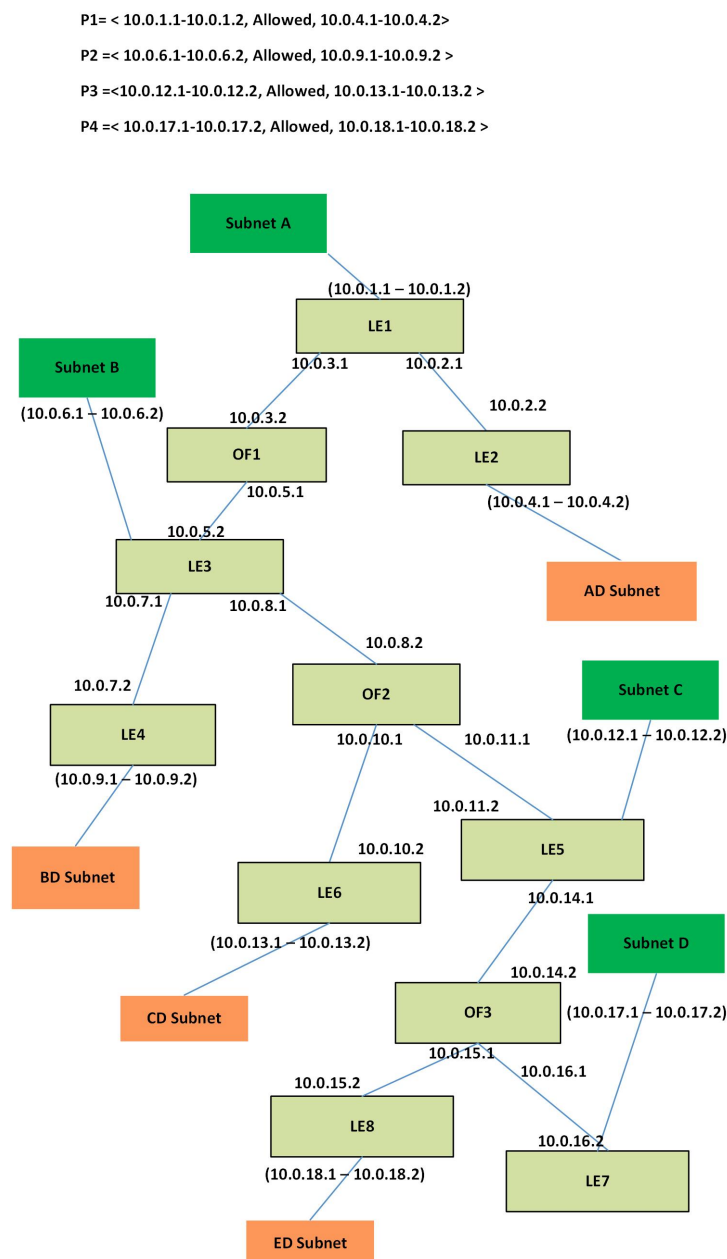 P1= < 10.0.1.1-10.0.1.2, Allowed, 10.0.4.1-10.0.4.2>
P2 =< 10.0.6.1-10.0.6.2, Allowed, 10.0.9.1-10.0.9.2 >
P3 =<10.0.12.1-10.0.12.2, Allowed, 10.0.13.1-10.0.13.2 >
P4 =< 10.0.17.1-10.0.17.2, Allowed, 10.0.18.1-10.0.18.2 >
Subnet A
(10.0.1.1 – 10.0.1.2)
LE1
10.0.3.1
10.0.2.1
Subnet B
(10.0.6.1 – 10.0.6.2)
10.0.3.2
10.0.2.2
OF1
LE2
10.0.5.1
(10.0.4.1 – 10.0.4.2)
10.0.5.2
LE3
AD Subnet
10.0.7.1
10.0.8.1
10.0.8.2
10.0.7.2
OF2
Subnet C
LE4
10.0.10.1
10.0.11.1
(10.0.12.1 – 10.0.12.2)
(10.0.9.1 – 10.0.9.2)
10.0.11.2
BD Subnet
10.0.10.2
LE5
LE6
10.0.14.1
(10.0.13.1 – 10.0.13.2)
Subnet D
10.0.14.2
CD Subnet
OF3
(10.0.17.1 – 10.0.17.2)
10.0.15.1
10.0.16.1
10.0.15.2
LE8
10.0.16.2
(10.0.18.1 – 10.0.18.2)
LE7
ED Subnet